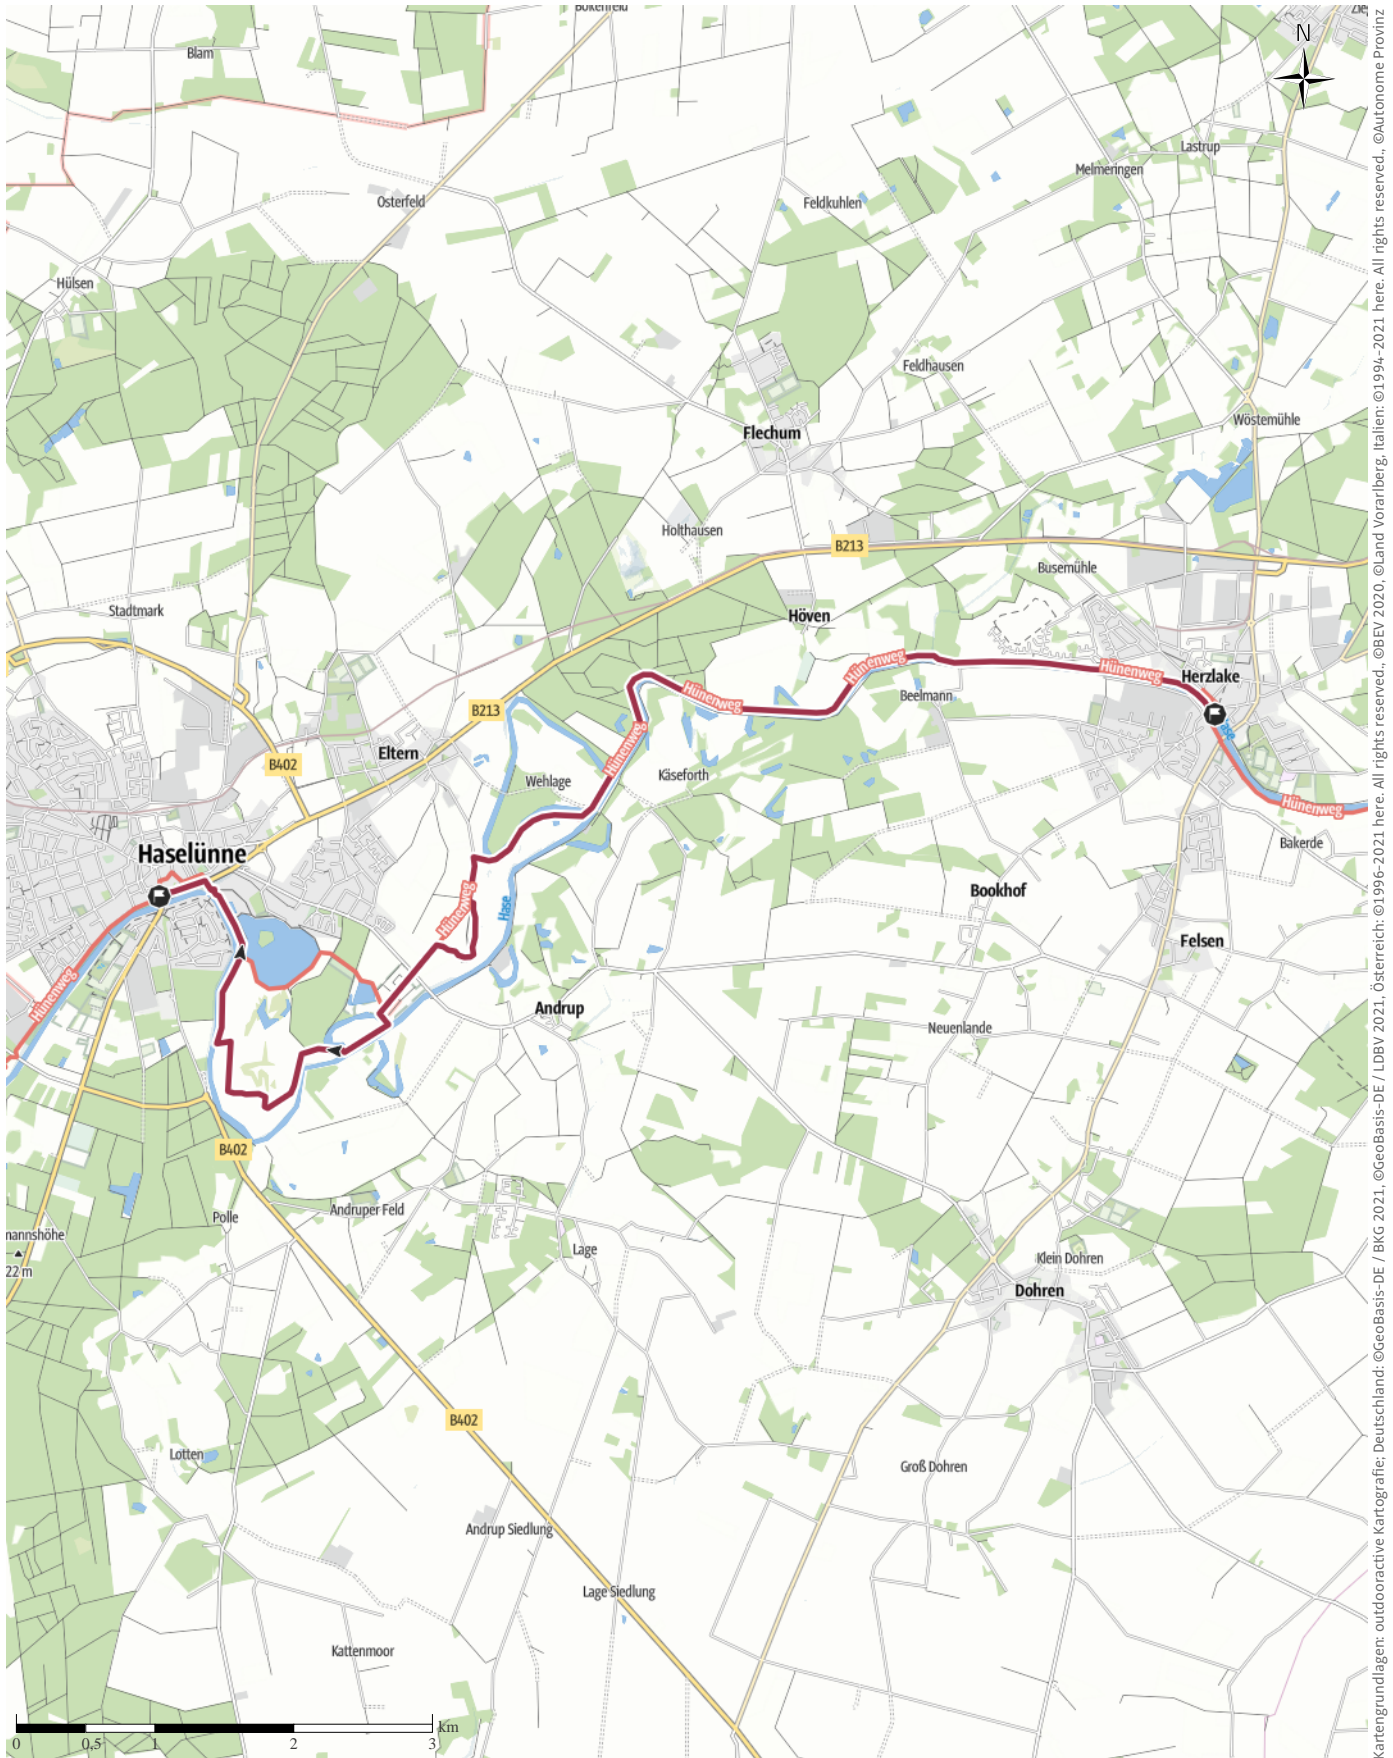 Bokenfeld
N
Blam
Lastrup
Melmeringen
Osterfeld
Feldkuhlen
Hülsen
Feldhausen
Wöstemühle
Flechum
Holthausen
B213
Busemühle
Stadtmark
Höven
Hünenweg
Hünenweg
Herzlake
Hünenweg
Beelmann
B213
Hünenweg
Eltern
B402
Wehlage
Käseforth
Hünenweg
Bakerde
Haselünne
Bookhof
Hünenweg
Hase
Felsen
Hünenweg
Andrup
Neuenlande
B402
Andruper Feld
Polle
mannshöhe
Lage
Klein Dohren
22 m
Dohren
B402
Lotten
Groß Dohren
Andrup Siedlung
Lage Siedlung
Kattenmoor
km
0 0,5 1 2 3
Kartengrundlagen: outdooractive Kartografie; Deutschland: ©GeoBasis-DE / BKG 2021, ©GeoBasis-DE / LDBV 2021, Österreich: ©1996-2021 here. All rights reserved., ©BEV 2020, ©Land Vorarlberg, Italien: ©1994-2021 here. All rights reserved., ©Autonome Provinz